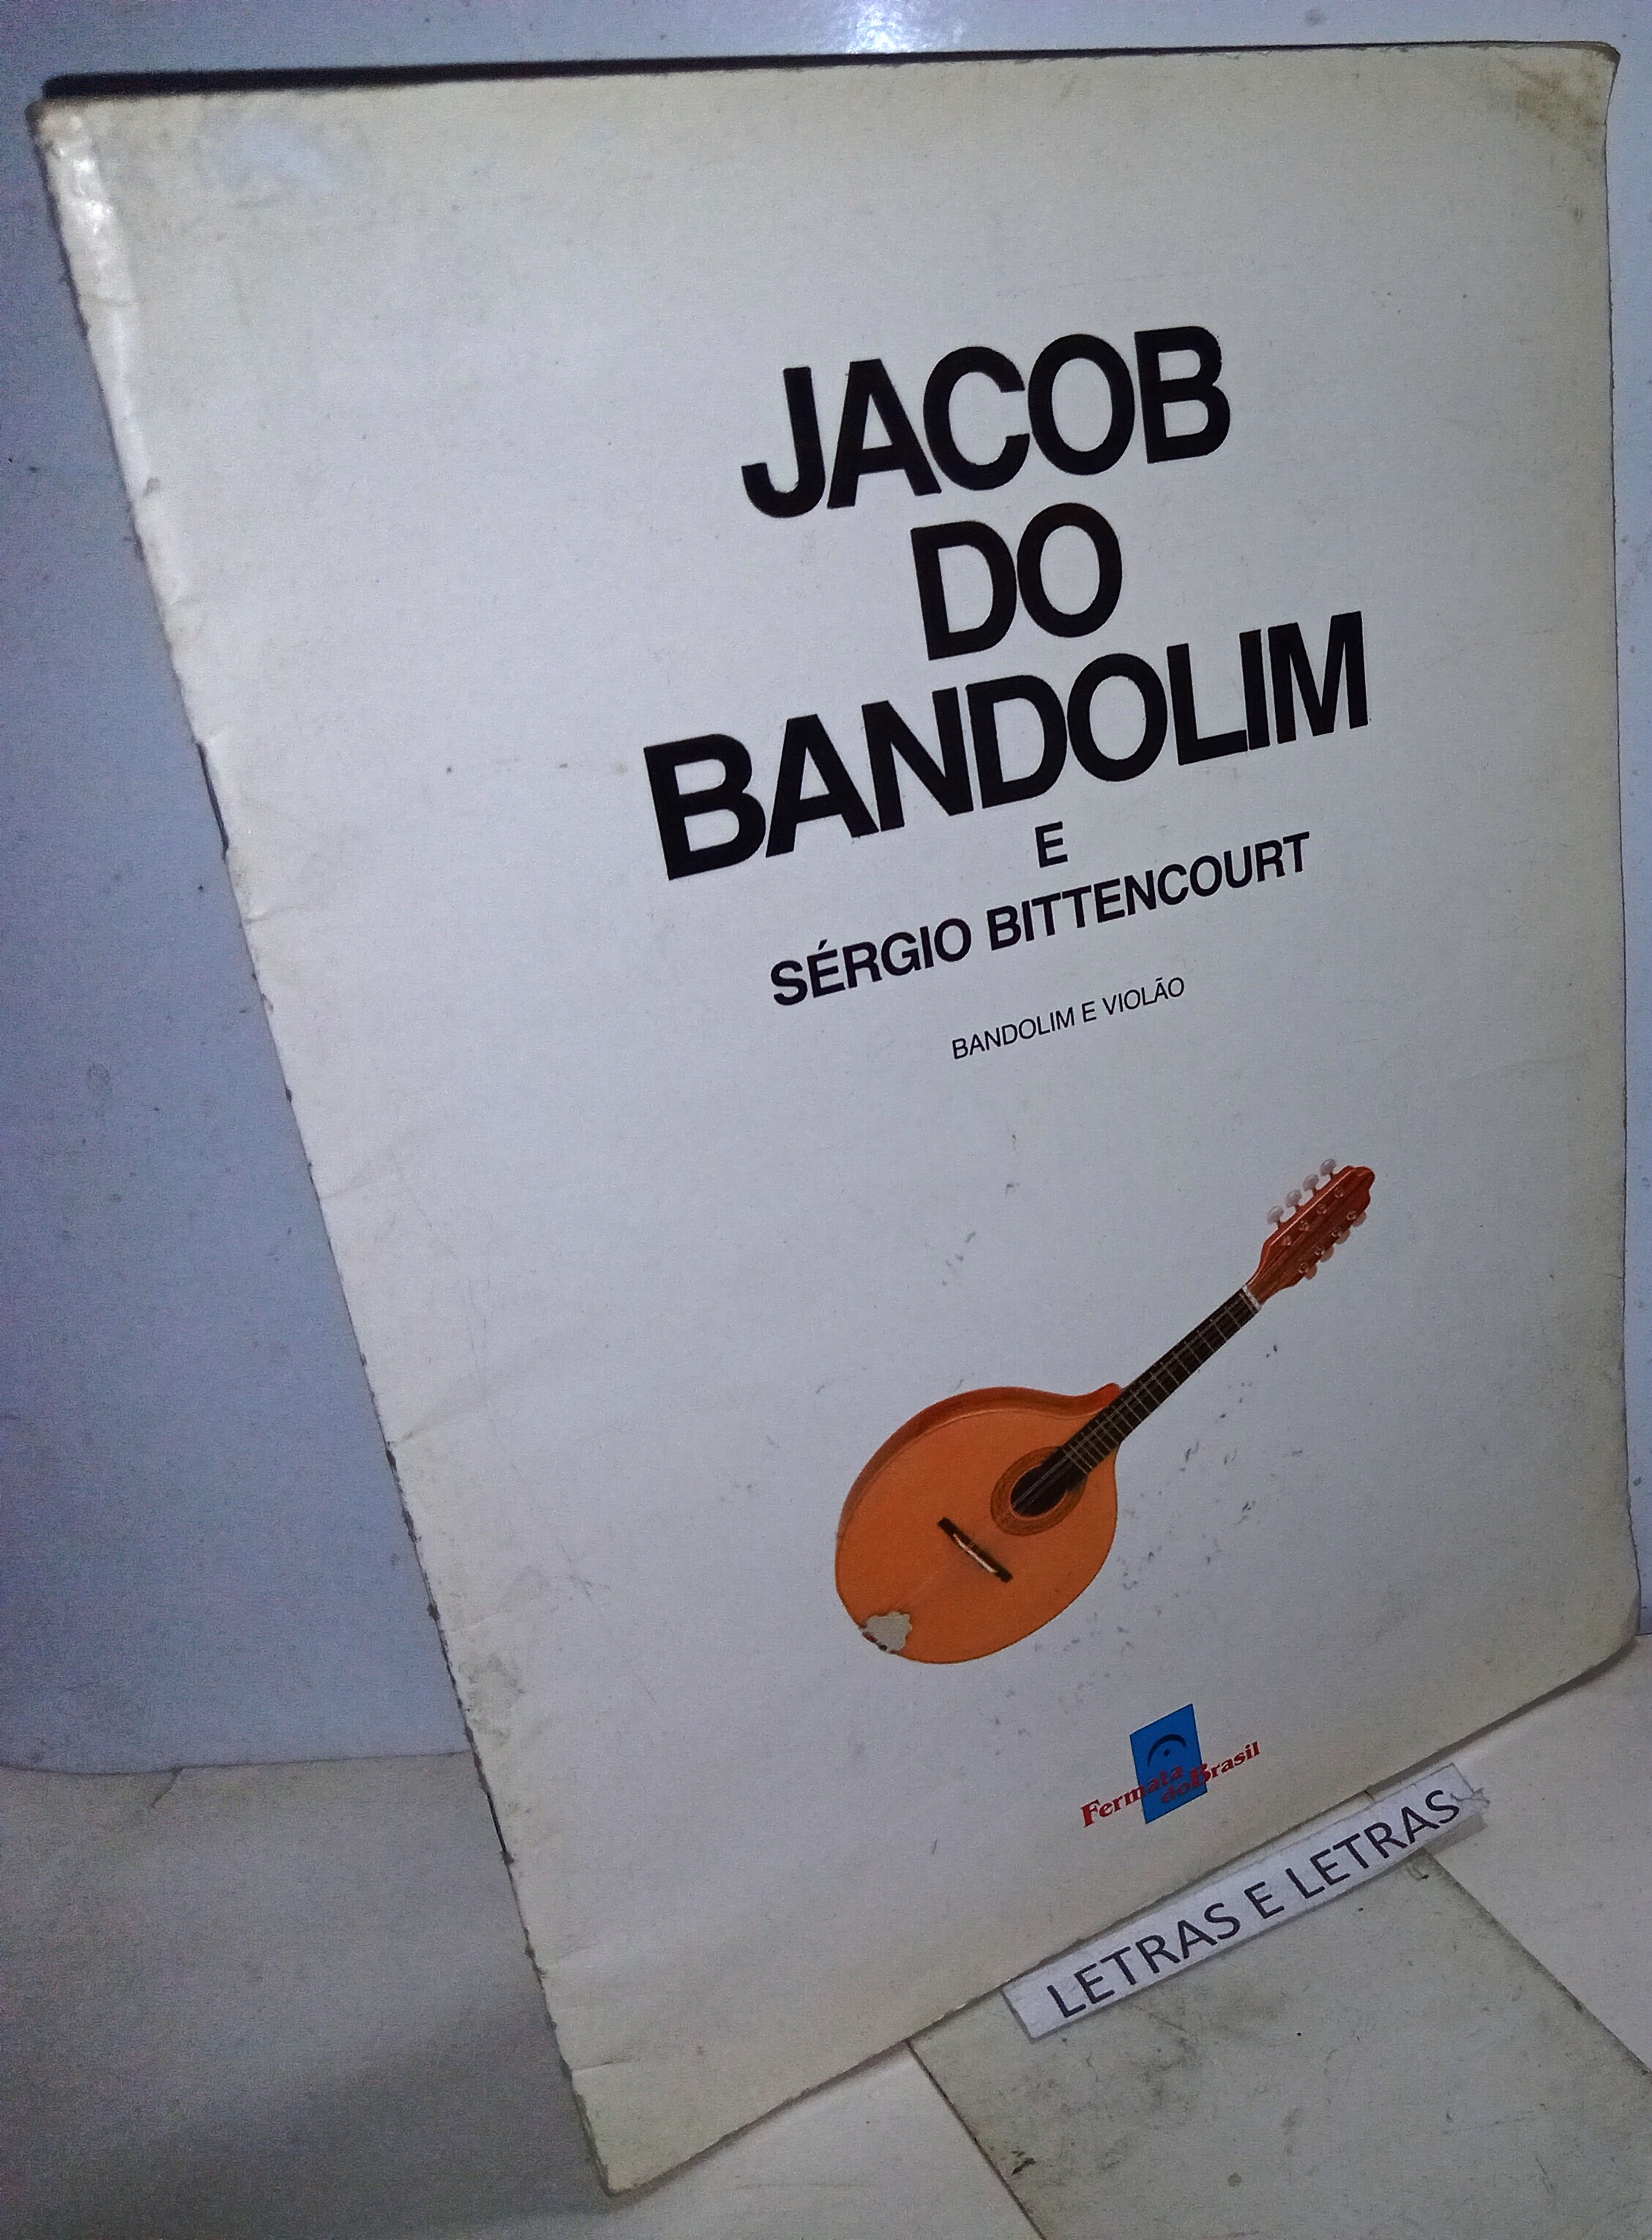 JACOB
DO
BANDOLIM
E
SÉRGIO BITTENCOURT
BANDOLIM E VIOLÃO
Fermata
do Brasil
LETRAS E LETRAS